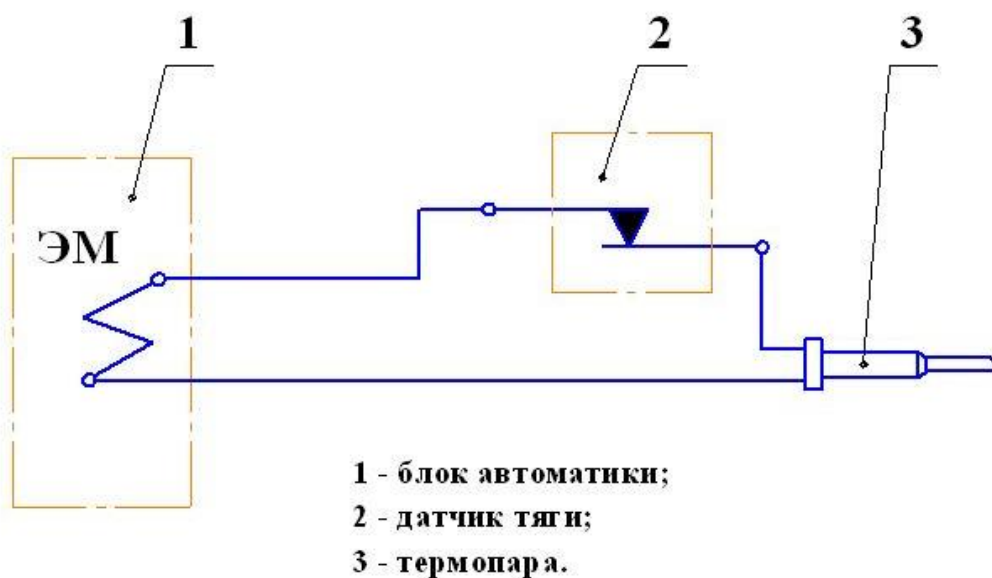 1 2 3
ЭМ
1 - блок автоматики;
2 - датчик тяги;
3 - термопара.